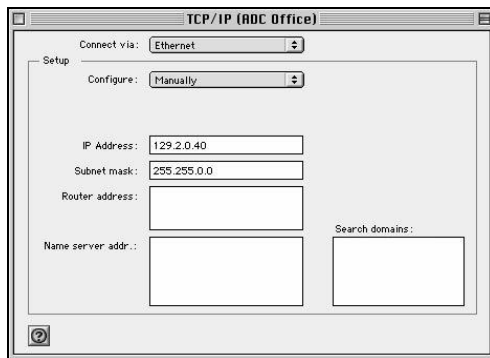 TCP/IP (ADC Office)
Connect via: Ethernet
Setup
Configure: Manually
IP Address: 129.2.0.40
Subnet mask: 255.255.0.0
Router address:
Search domains:
Name server addr.:
?